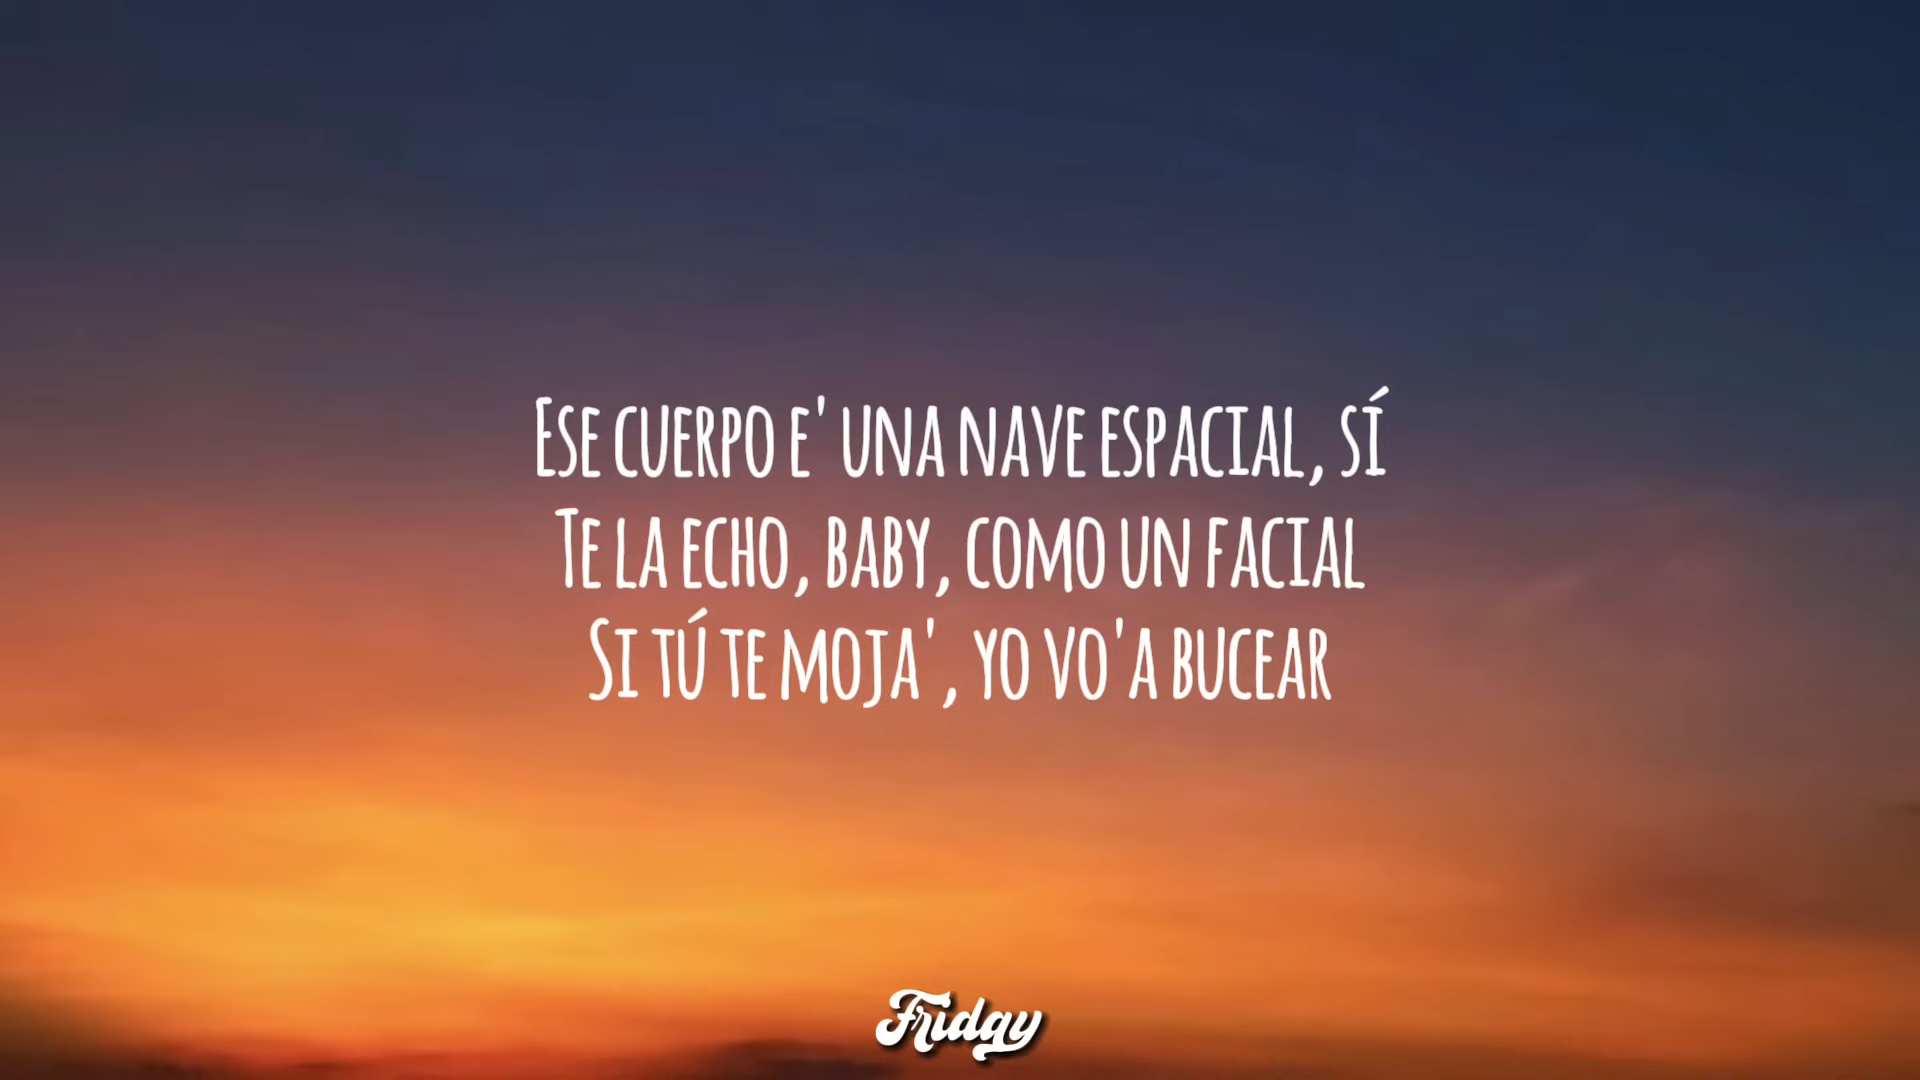 Ese cuerpo e' una nave espacial, sí
Te la echo, baby, como un facial
Si tú te moja', yo vo'a bucear
Friday